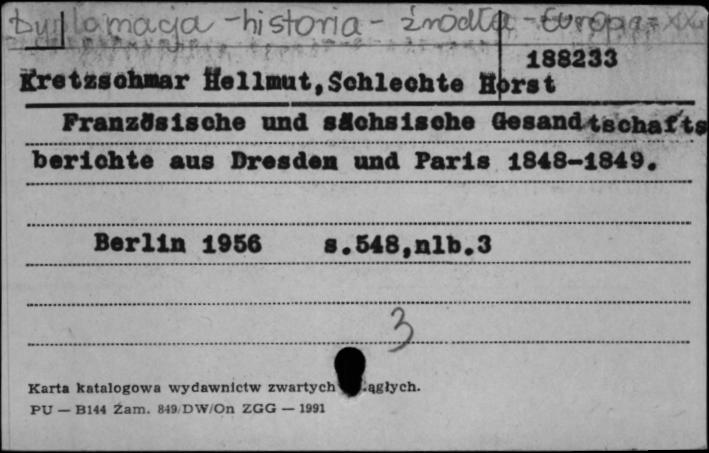 Dyplomacja - historia - źródła - Europa - XX
188233
Kretzschmar Hellmut,Schlechte Horst
Französische und sächsische Gesandtschafts
berichte aus Dresden und Paris 1848-1849.
Berlin 1956 s.548,nlb.3
3
Karta katalogowa wydawnictw zwartych ągłych.
PU — B144 Zam. 849/DW/On ZGG — 1991